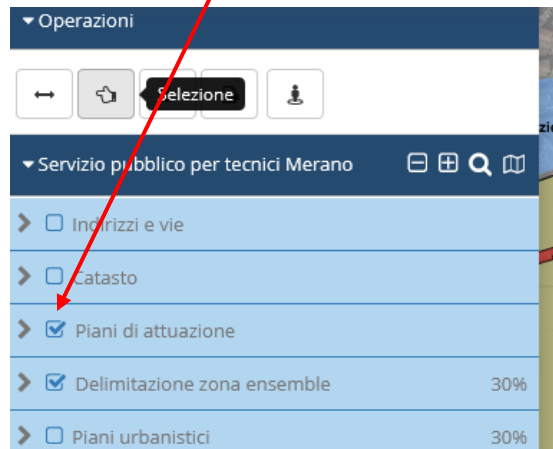 Operazioni
Selezione
Servizio pubblico per tecnici Merano
Indirizzi e vie
Catasto
Piani di attuazione
Delimitazione zona ensemble 30%
Piani urbanistici 30%